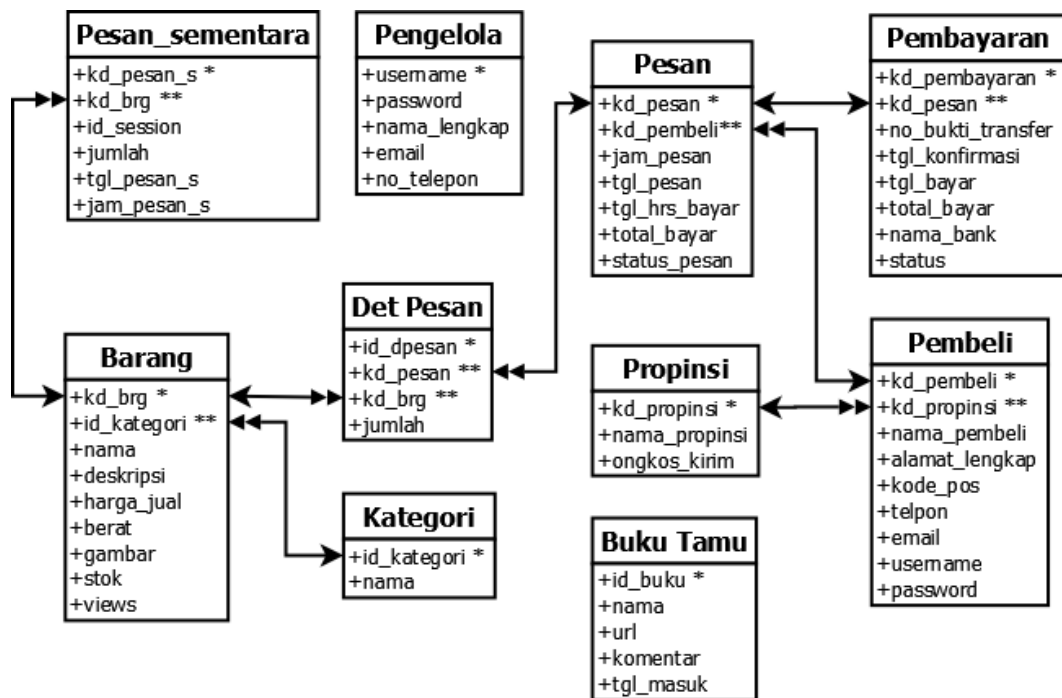 Pesan_sementara
+kd_pesan_s *
+kd_brg **
+id_session
+jumlah
+tgl_pesan_s
+jam_pesan_s
Pengelola
+username *
+password
+nama_lengkap
+email
+no_telepon
Pesan
+kd_pesan *
+kd_pembeli**
+jam_pesan
+tgl_pesan
+tgl_hrs_bayar
+total_bayar
+status_pesan
Pembayaran
+kd_pembayaran *
+kd_pesan **
+no_bukti_transfer
+tgl_konfirmasi
+tgl_bayar
+total_bayar
+nama_bank
+status
Barang
+kd_brg *
+id_kategori **
+nama
+deskripsi
+harga_jual
+berat
+gambar
+stok
+views
Det Pesan
+id_dpesan *
+kd_pesan **
+kd_brg **
+jumlah
Kategori
+id_kategori *
+nama
Propinsi
+kd_propinsi *
+nama_propinsi
+ongkos_kirim
Buku Tamu
+id_buku *
+nama
+url
+komentar
+tgl_masuk
Pembeli
+kd_pembeli *
+kd_propinsi **
+nama_pembeli
+alamat_lengkap
+kode_pos
+telpon
+email
+username
+password